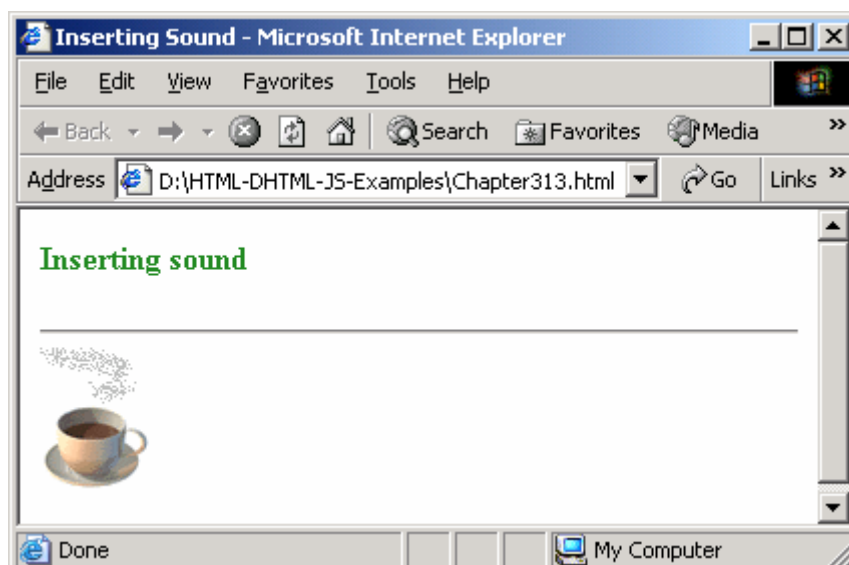 Inserting Sound - Microsoft Internet Explorer
File Edit View Favorites Tools Help
Back Search Favorites Media »
Address D:\HTML-DHTML-JS-Examples\Chapter313.html Go Links »
Inserting sound
Done My Computer